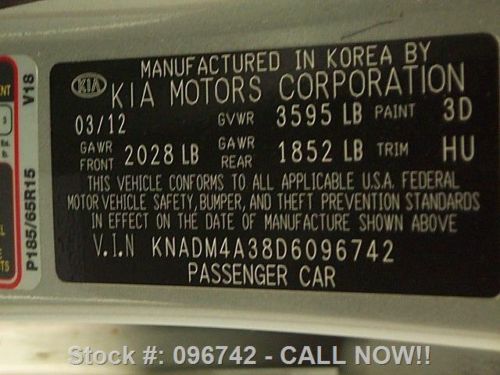 MANUFACTURED IN KOREA BY
KIA KIA MOTORS CORPORATION
03/12 GVWR 3595 LB PAINT 3D
GAWR FRONT 2028 LB GAWR REAR 1852 LB TRIM HU
THIS VEHICLE CONFORMS TO ALL APPLICABLE U.S.A. FEDERAL
MOTOR VEHICLE SAFETY, BUMPER, AND THEFT PREVENTION STANDARDS
IN EFFECT ON THE DATE OF MANUFACTURE SHOWN ABOVE
V.I.N KNADM4A38D6096742
PASSENGER CAR
P185/65R15 V18
Stock #: 096742 - CALL NOW!!